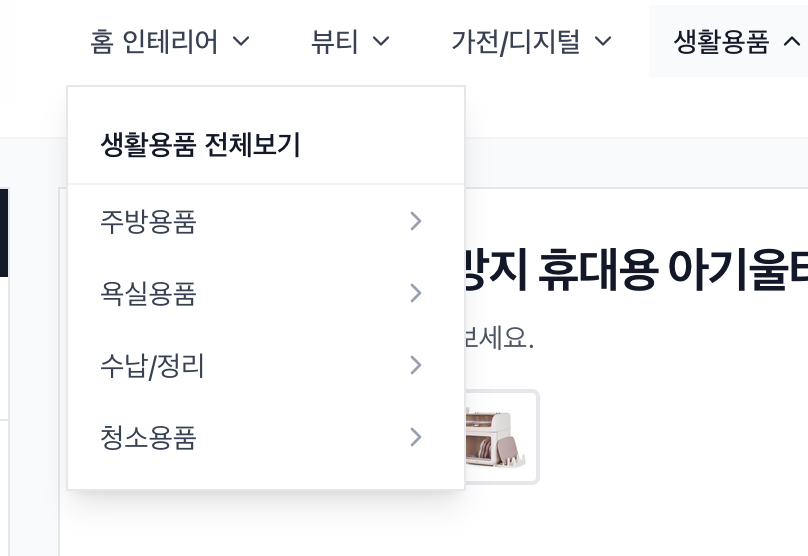 홈 인테리어 뷰티 가전/디지털 생활용품
생활용품 전체보기
주방용품
욕실용품
수납/정리
청소용품
방지 휴대용 아기울타
보세요.